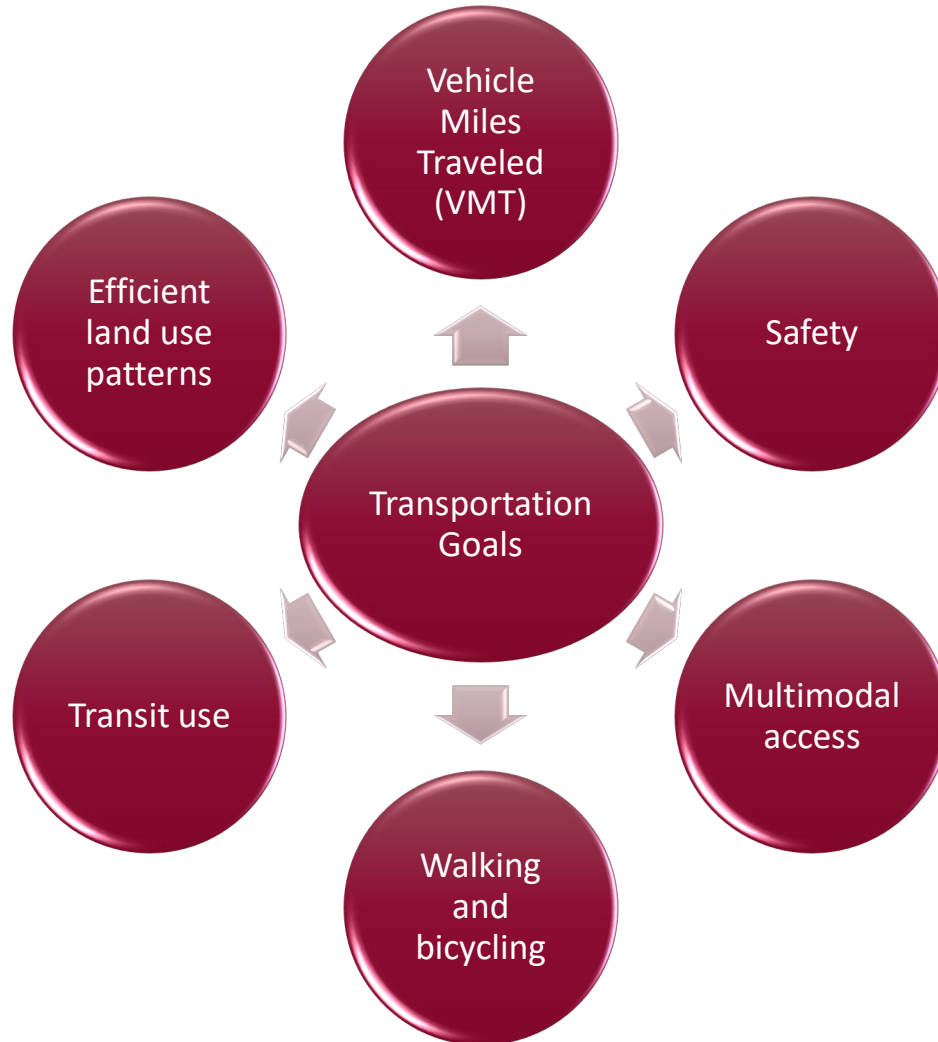 Vehicle
Miles
Traveled
(VMT)
Safety
Multimodal
access
Walking
and
bicycling
Transit use
Efficient
land use
patterns
Transportation
Goals